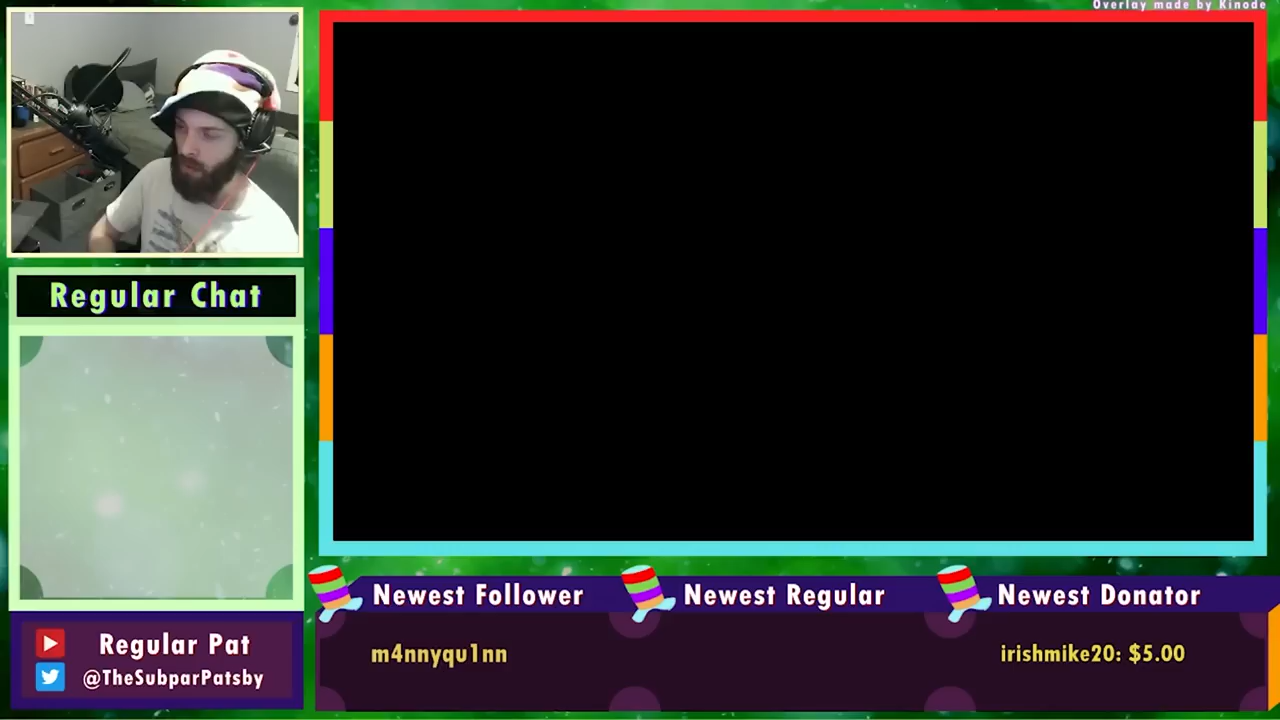 Overlay made by Kinode
Regular Chat
Newest Follower
Newest Regular
Newest Donator
m4nnyqu1nn
irishmike20: $5.00
Regular Pat
@TheSubparPatsby